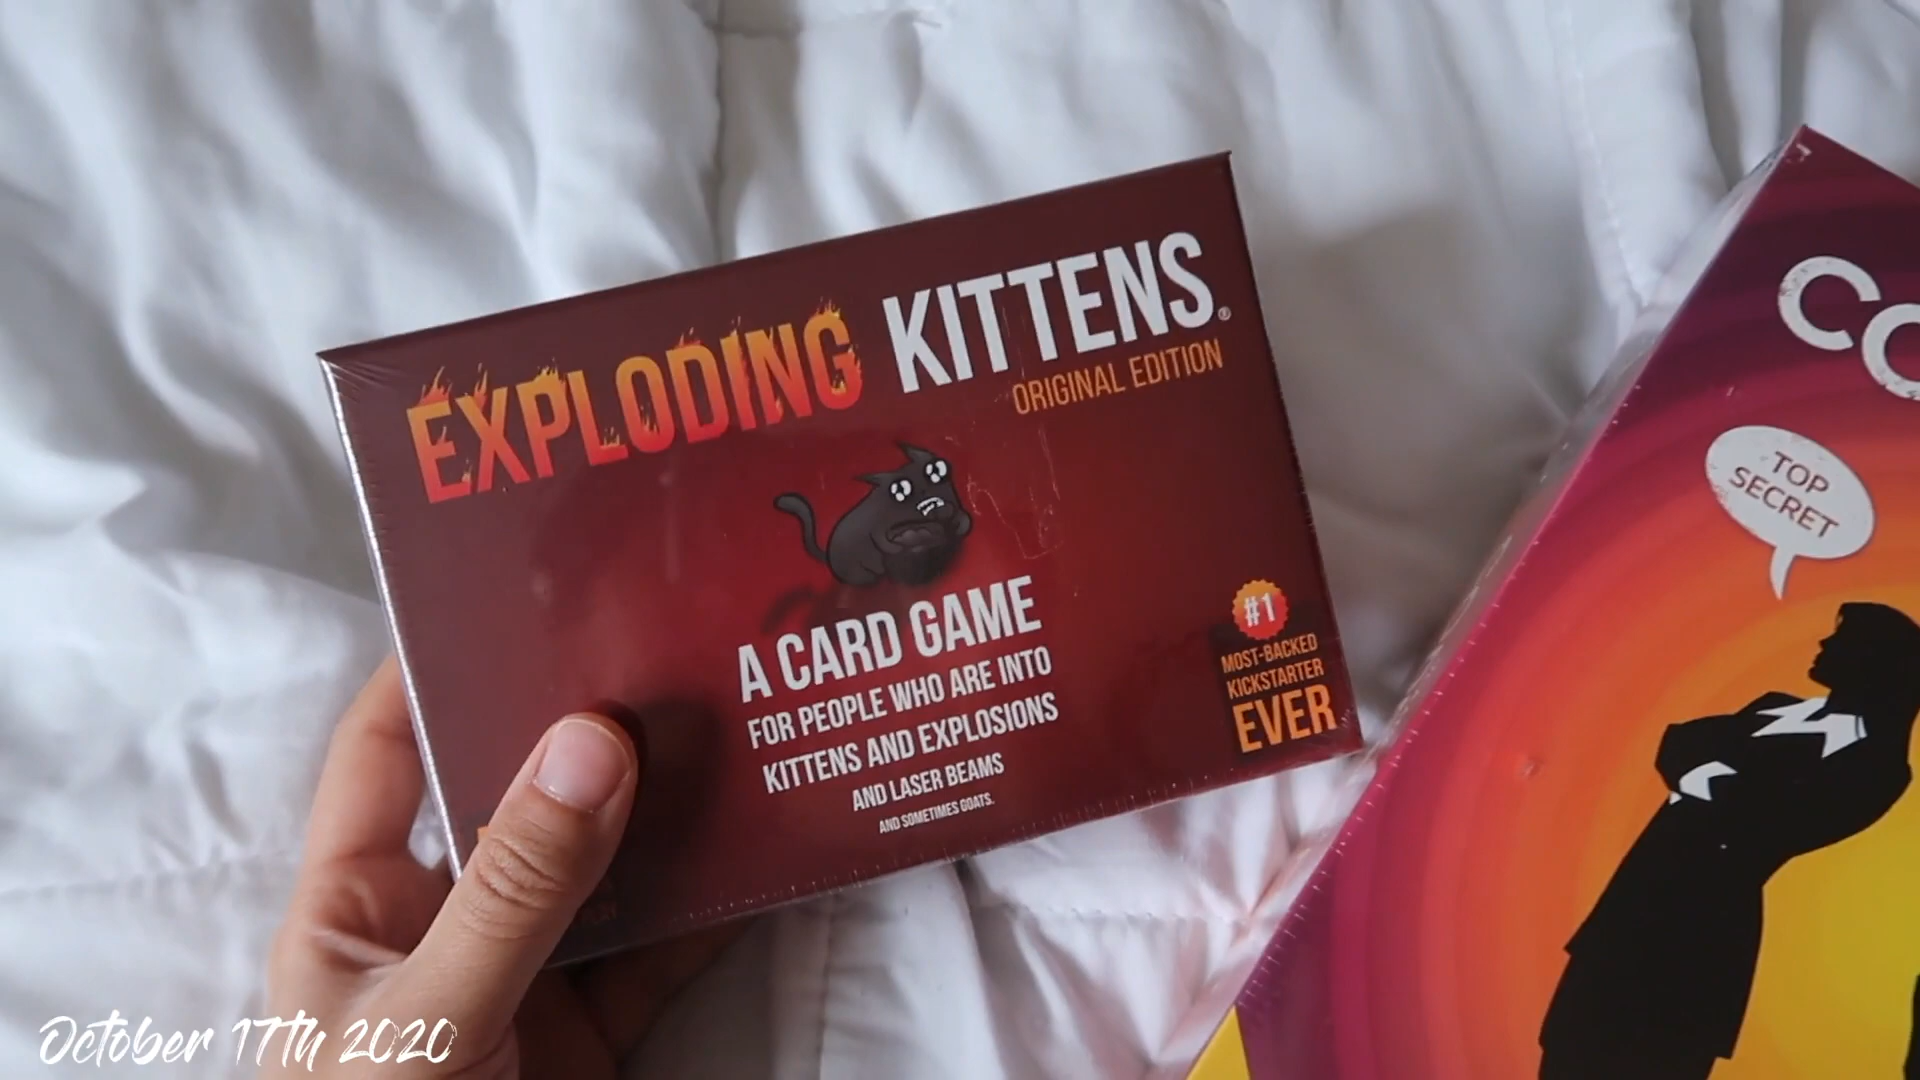 EXPLODING KITTENS®
ORIGINAL EDITION
A CARD GAME
FOR PEOPLE WHO ARE INTO
KITTENS AND EXPLOSIONS
AND LASER BEAMS
AND SOMETIMES GOATS.
#1
MOST-BACKED
KICKSTARTER
EVER
PLAY
CO
TOP
SECRET
October 17th 2020